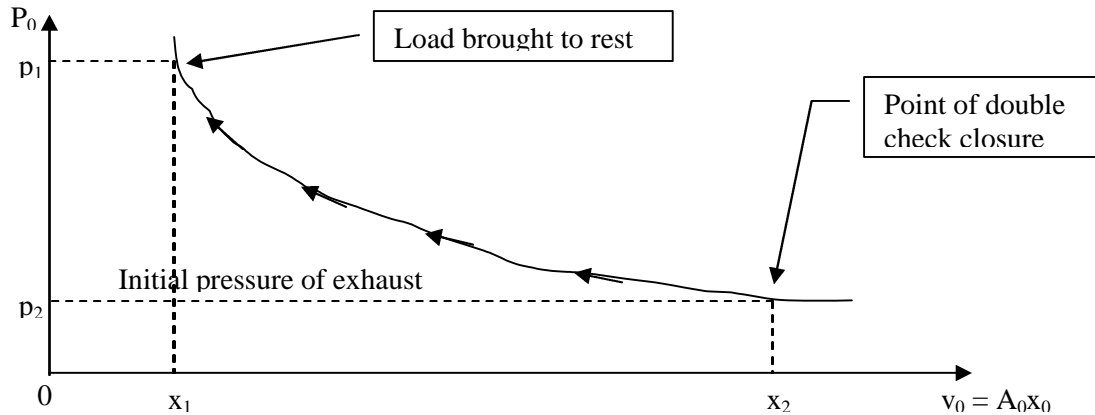 P₀
Load brought to rest
p₁
Point of double
check closure
Initial pressure of exhaust
p₂
0
x₁
x₂
v₀ = A₀x₀